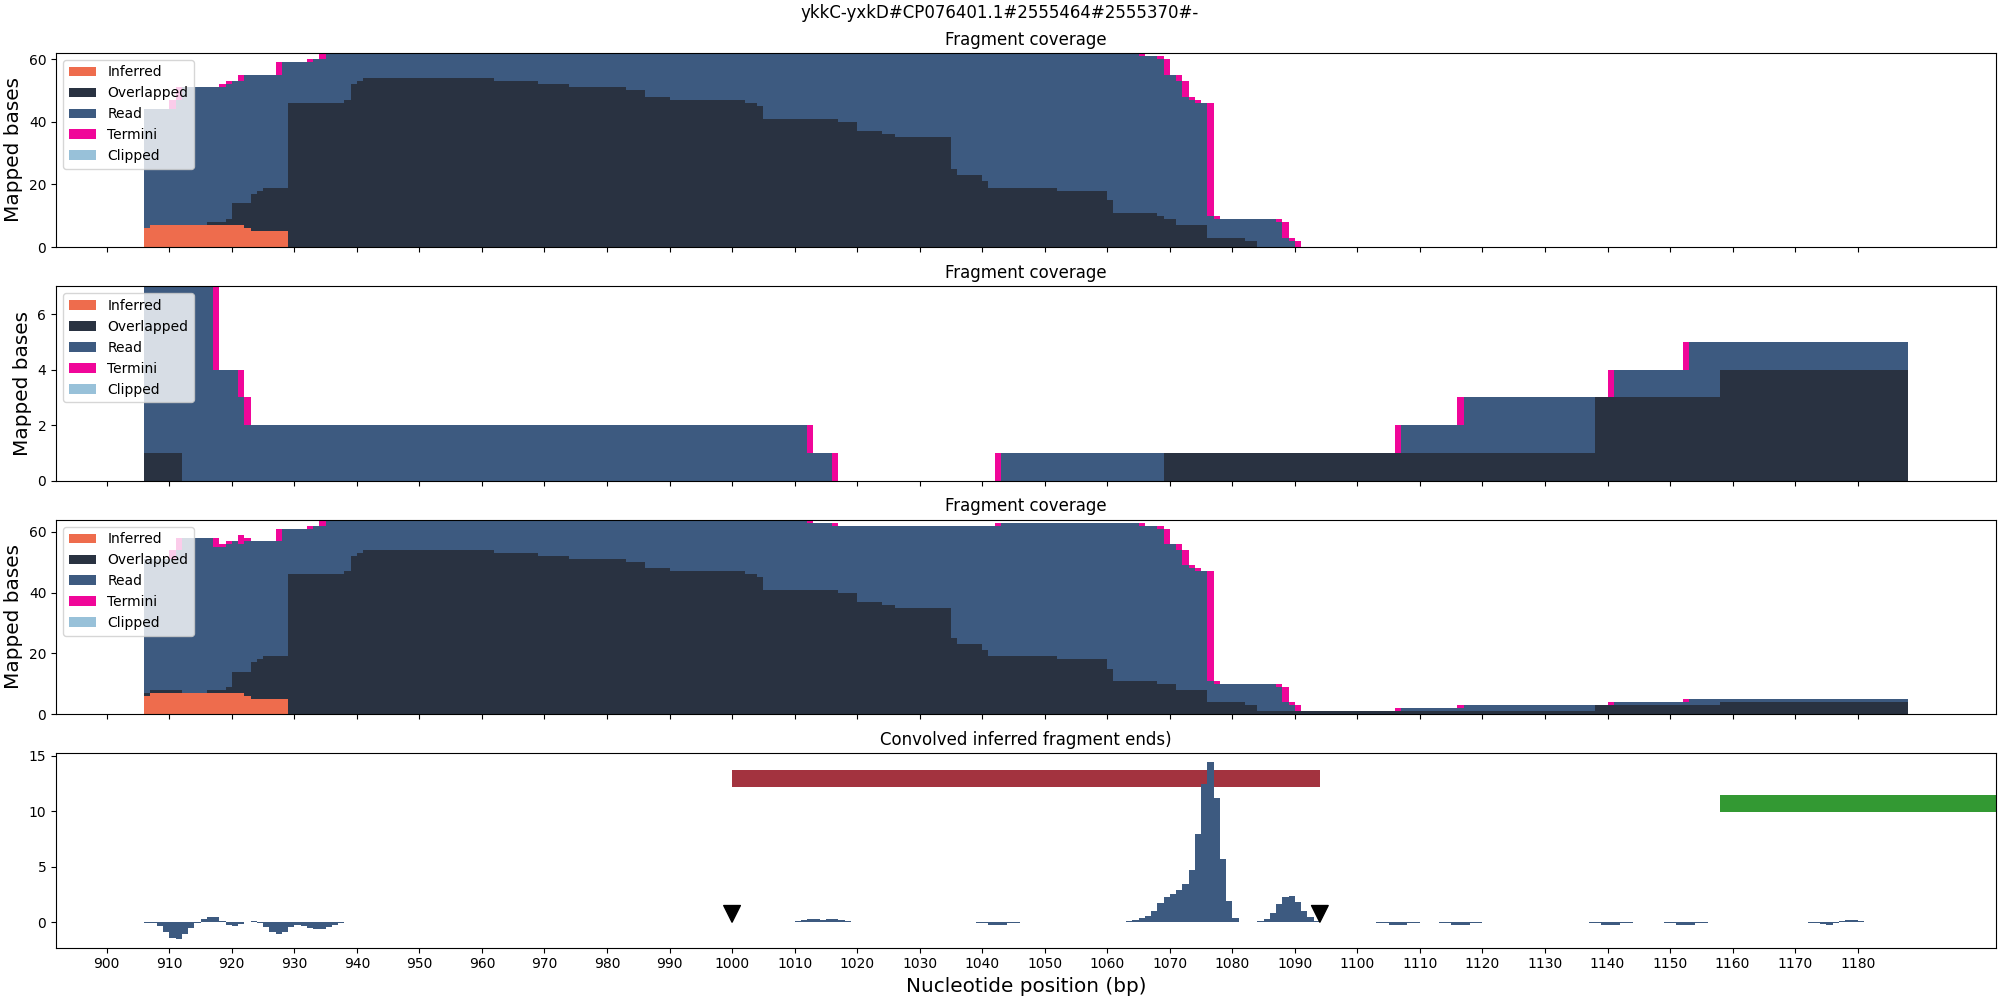 ykkC-yxkD#CP076401.1#2555464#2555370#-
Fragment coverage
Mapped bases
60
40
20
0
Inferred
Overlapped
Read
Termini
Clipped
Fragment coverage
Mapped bases
6
4
2
0
Inferred
Overlapped
Read
Termini
Clipped
Fragment coverage
Mapped bases
60
40
20
0
Inferred
Overlapped
Read
Termini
Clipped
Convolved inferred fragment ends)
15
10
5
0
900 910 920 930 940 950 960 970 980 990 1000 1010 1020 1030 1040 1050 1060 1070 1080 1090 1100 1110 1120 1130 1140 1150 1160 1170 1180
Nucleotide position (bp)